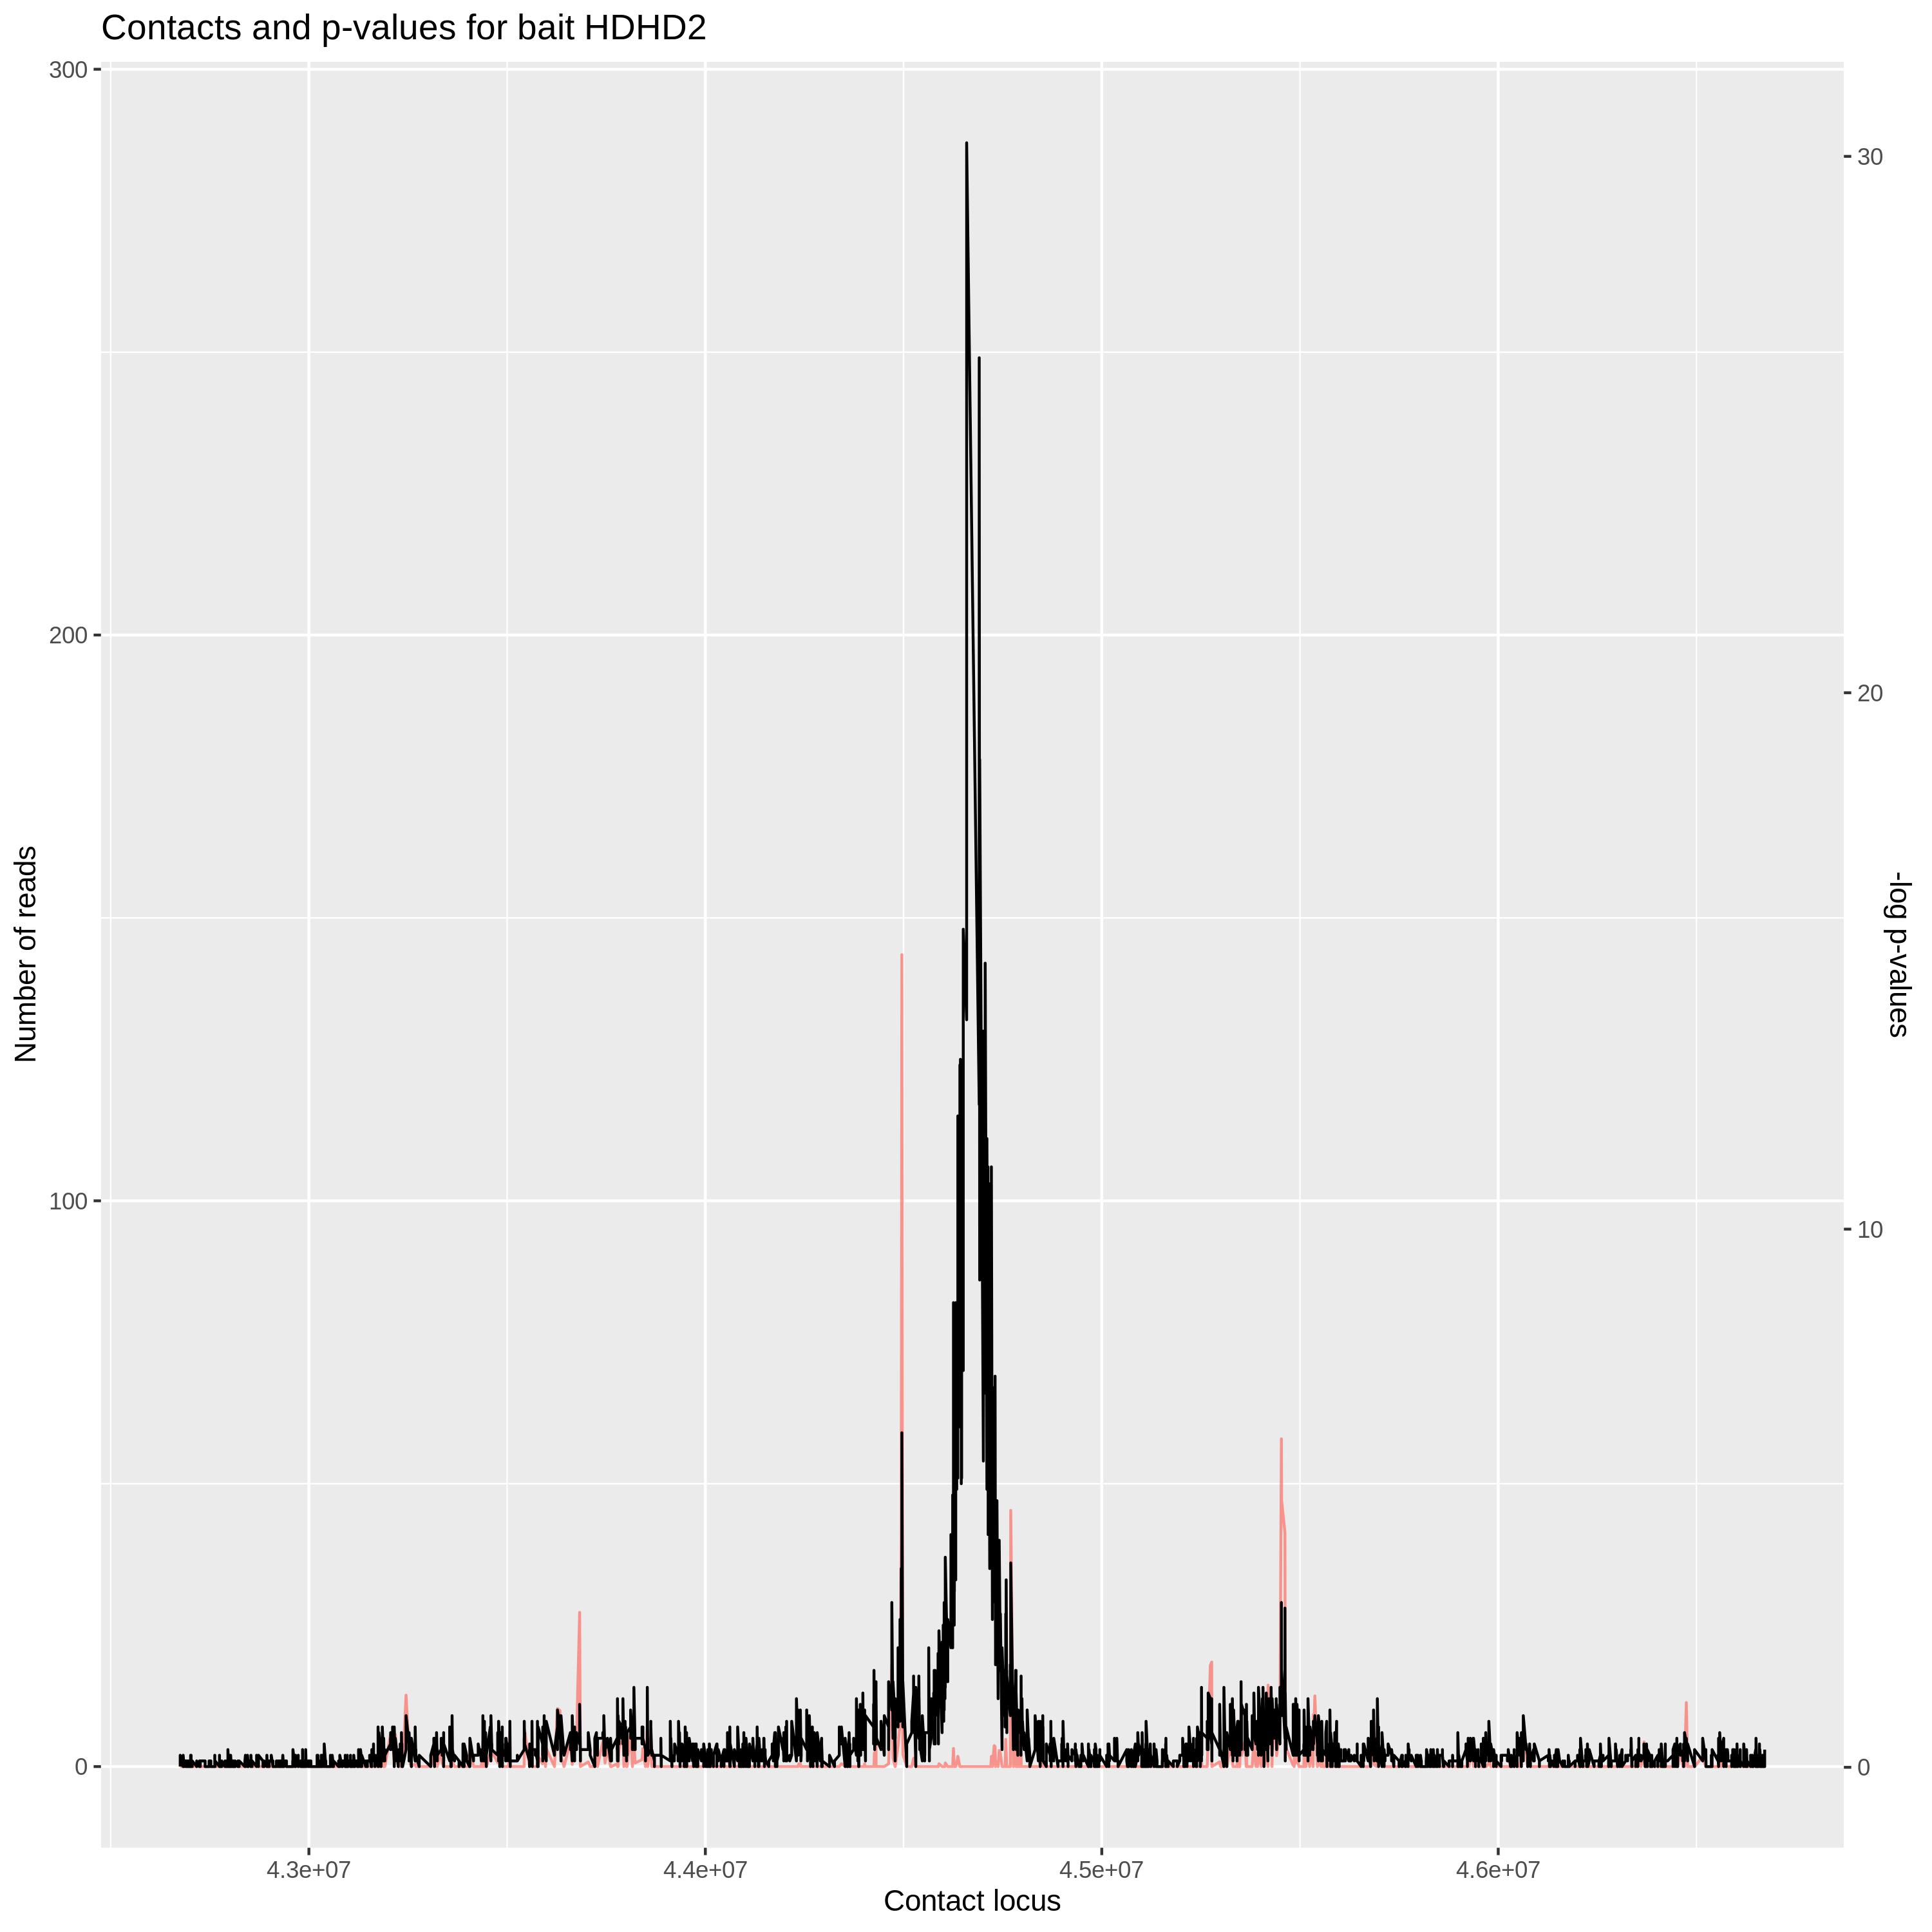 Contacts and p-values for bait HDHD2
300
200
100
0
Number of reads
30
20
10
0
-log p-values
4.3e+07
4.4e+07
4.5e+07
4.6e+07
Contact locus